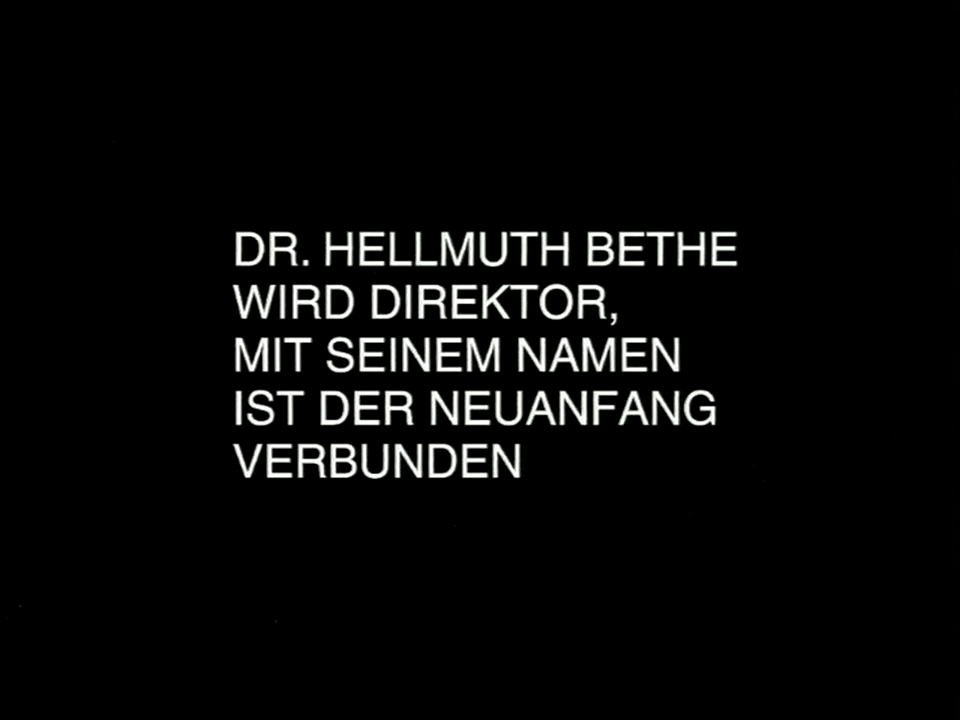 DR. HELLMUTH BETHE
WIRD DIREKTOR,
MIT SEINEM NAMEN
IST DER NEUANFANG
VERBUNDEN